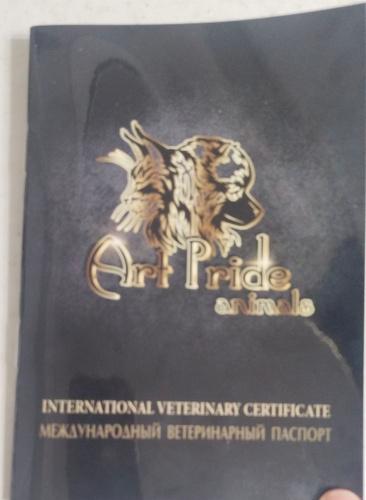 Art Pride
animals
INTERNATIONAL VETERINARY CERTIFICATE
МЕЖДУНАРОДНЫЙ ВЕТЕРИНАРНЫЙ ПАСПОРТ